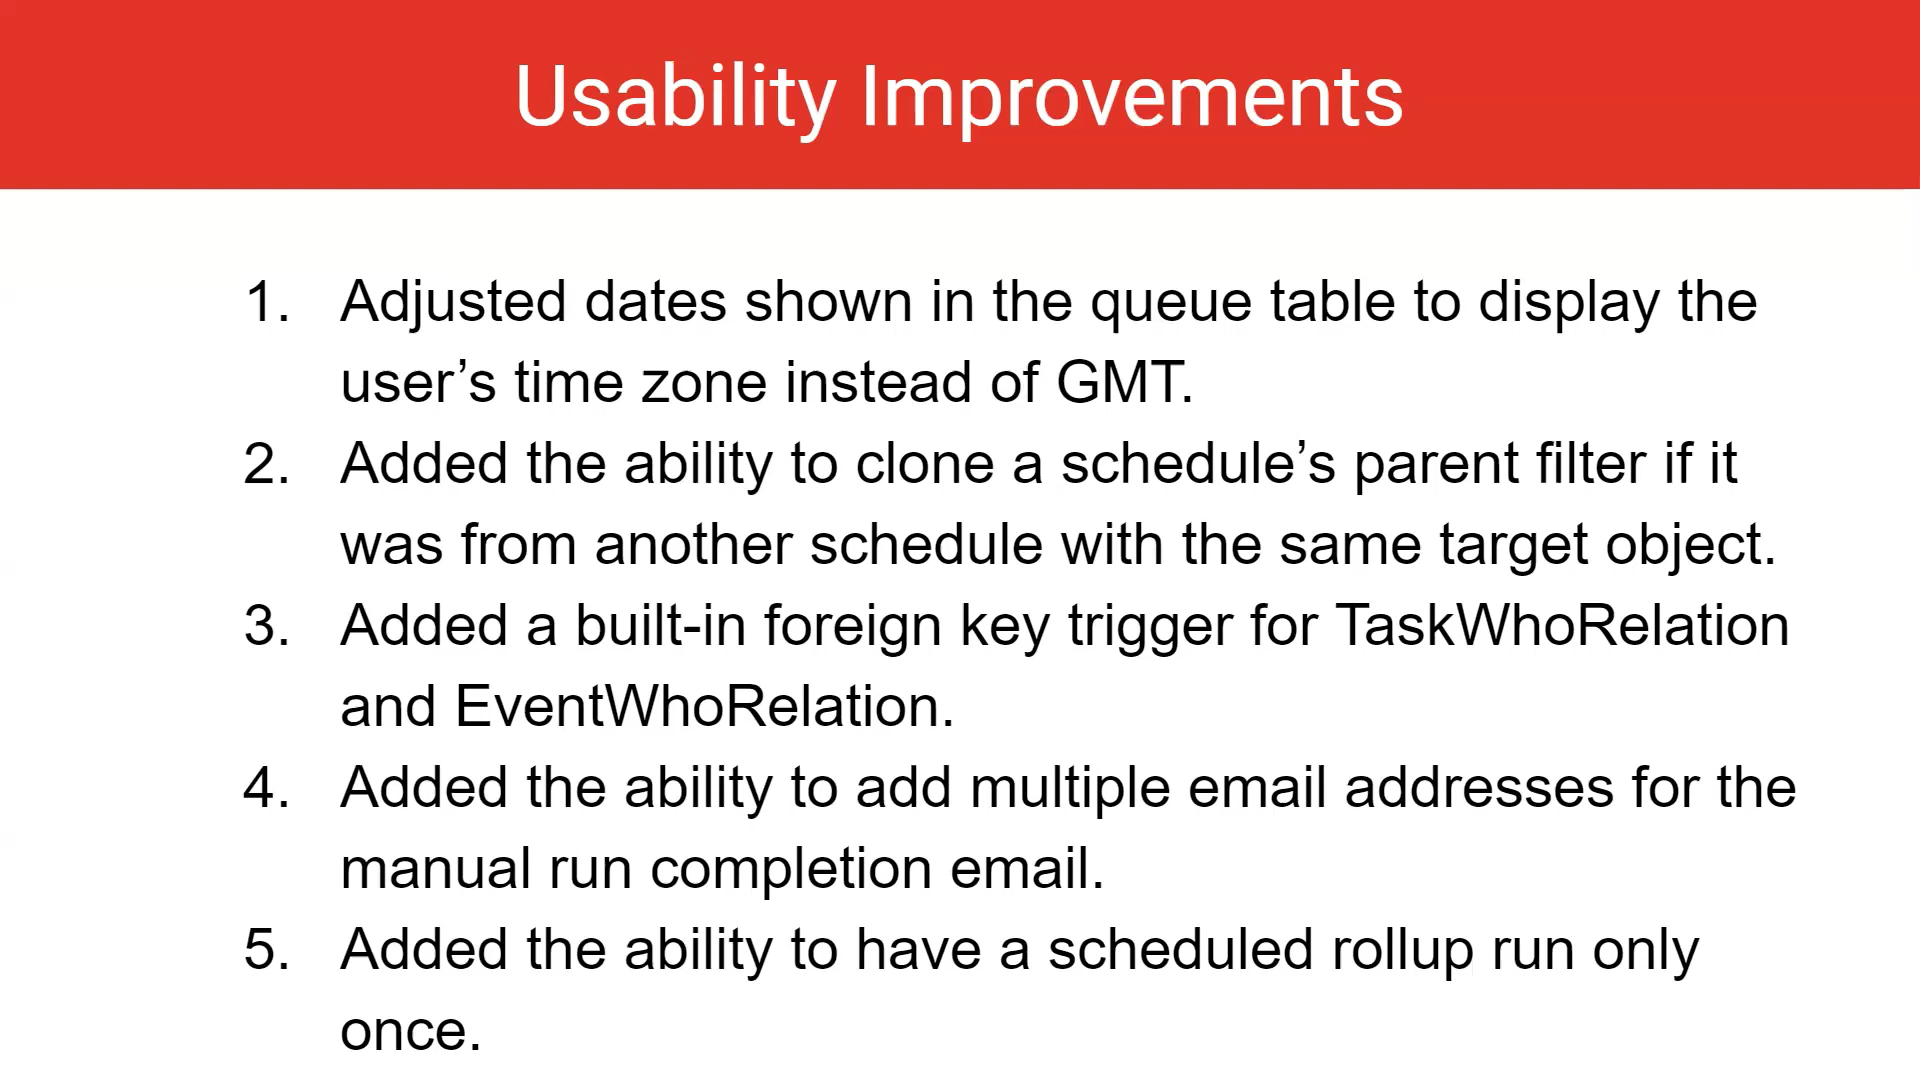 Usability Improvements
1. Adjusted dates shown in the queue table to display the
user’s time zone instead of GMT.
2. Added the ability to clone a schedule’s parent filter if it
was from another schedule with the same target object.
3. Added a built-in foreign key trigger for TaskWhoRelation
and EventWhoRelation.
4. Added the ability to add multiple email addresses for the
manual run completion email.
5. Added the ability to have a scheduled rollup run only
once.